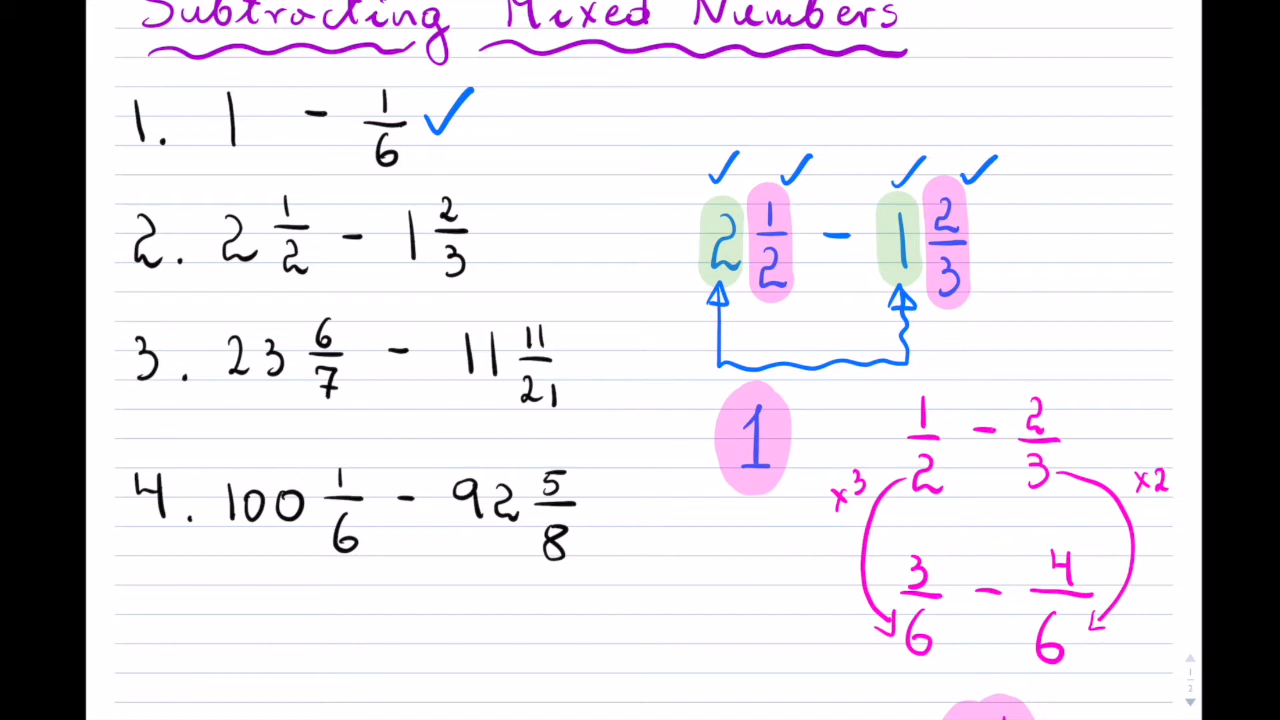 Subtracting Mixed Numbers
1. 1 - 1/6 ✓
2. 2 1/2 - 1 2/3
3. 23 6/7 - 11 11/21
4. 100 1/6 - 92 5/8
✓ ✓ ✓ ✓
2 1/2 - 1 2/3
1
1/2 - 2/3
x3 x2
3/6 - 4/6
1/2